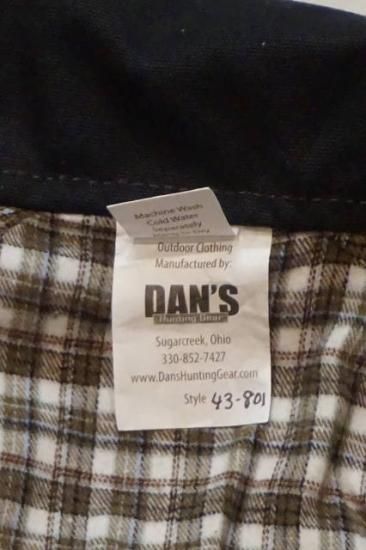 Machine Wash
Cold Water
Separately
Outdoor Clothing
Manufactured by:
DAN'S
Hunting Gear
Sugarcreek, Ohio
330-852-7427
www.DansHuntingGear.com
Style 43-801